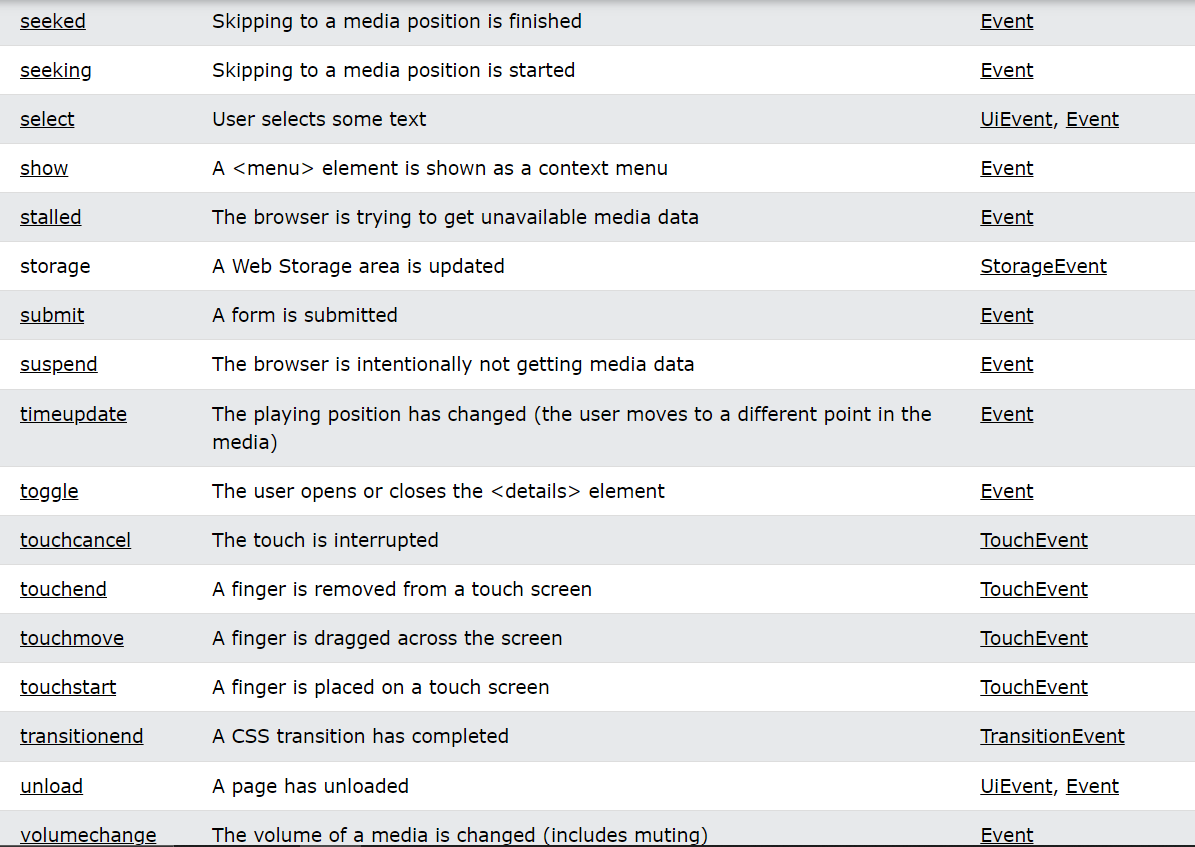 seeked Skipping to a media position is finished Event
seeking Skipping to a media position is started Event
select User selects some text UiEvent, Event
show A <menu> element is shown as a context menu Event
stalled The browser is trying to get unavailable media data Event
storage A Web Storage area is updated StorageEvent
submit A form is submitted Event
suspend The browser is intentionally not getting media data Event
timeupdate The playing position has changed (the user moves to a different point in the Event
media)
toggle The user opens or closes the <details> element Event
touchcancel The touch is interrupted TouchEvent
touchend A finger is removed from a touch screen TouchEvent
touchmove A finger is dragged across the screen TouchEvent
touchstart A finger is placed on a touch screen TouchEvent
transitionend A CSS transition has completed TransitionEvent
unload A page has unloaded UiEvent, Event
volumechange The volume of a media is changed (includes muting) Event